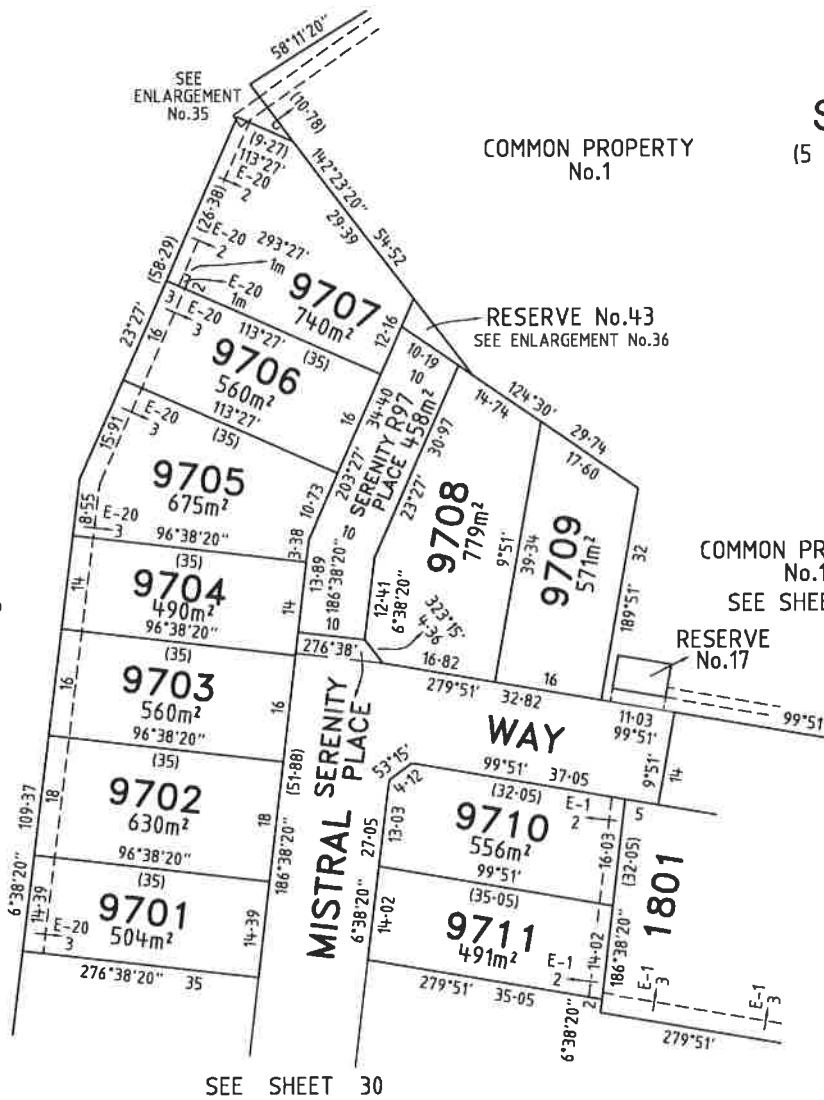 58°11'20"
SEE
ENLARGEMENT
No.35
(10·78)
S
(5
COMMON PROPERTY
No.1
(9·27)
113°27'
E-20
2
142°23'20"
29·39
54·52
(26·38)
(58·29)
E-20
2
293°27'
1m
E-20
1m
2
9707
740m²
12·16
RESERVE No.43
SEE ENLARGEMENT No.36
3
E-20
3
113°27'
(35)
23°27'
16
9706
560m²
113°27'
(35)
16
34·40
203°27'
SERENITY R97
PLACE 458m²
10·19
10
14·74
124°30'
29·74
17·60
30·97
23°27'
E-20
3
15·91
9705
675m²
10·73
10
9708
779m²
9°51'
39·34
9709
571m²
32
189°51'
8·55
E-20
3
96°38'20"
(35)
3·38
13·89
186°38'20"
10
12·41
6°38'20"
COMMON PR
No.1
SEE SHEE
14
9704
490m²
14
96°38'20"
(35)
276°38'
323°15'
4·36
16·82
16
279°51'
32·82
RESERVE
No.17
11·03
99°51'
99°51'
16
9703
560m²
16
96°38'20"
(35)
(51·88)
MISTRAL
SERENITY
PLACE
WAY
9°51'
14
53°15'
4·12
99°51'
37·05
109·37
18
9702
630m²
18
96°38'20"
(35)
186°38'20"
27·05
13·03
(32·05)
9710
556m²
E-1
2
5
16·03
(32·05)
99°51'
(35·05)
1801
6°38'20"
14·39
E-20
3
9701
504m²
14·39
276°38'20"
35
6°38'20"
14·02
9711
491m²
E-1
2
14·02
186°38'20"
279°51'
35·05
2
6°38'20"
E-1
3
E-1
3
279°51'
SEE SHEET 30